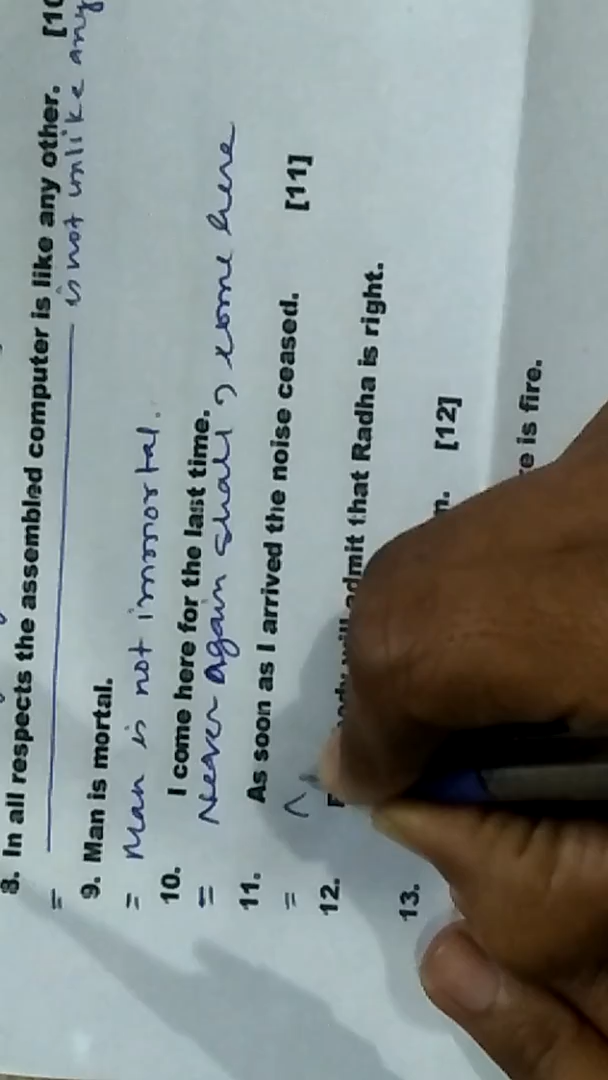 8. In all respects the assembled computer is like any other. [10
= is not unlike any
9. Man is mortal.
= Man is not immortal.
10. I come here for the last time.
= Never again shall I come here
11. As soon as I arrived the noise ceased. [11]
=
12. will admit that Radha is right.
13. [12]
is fire.